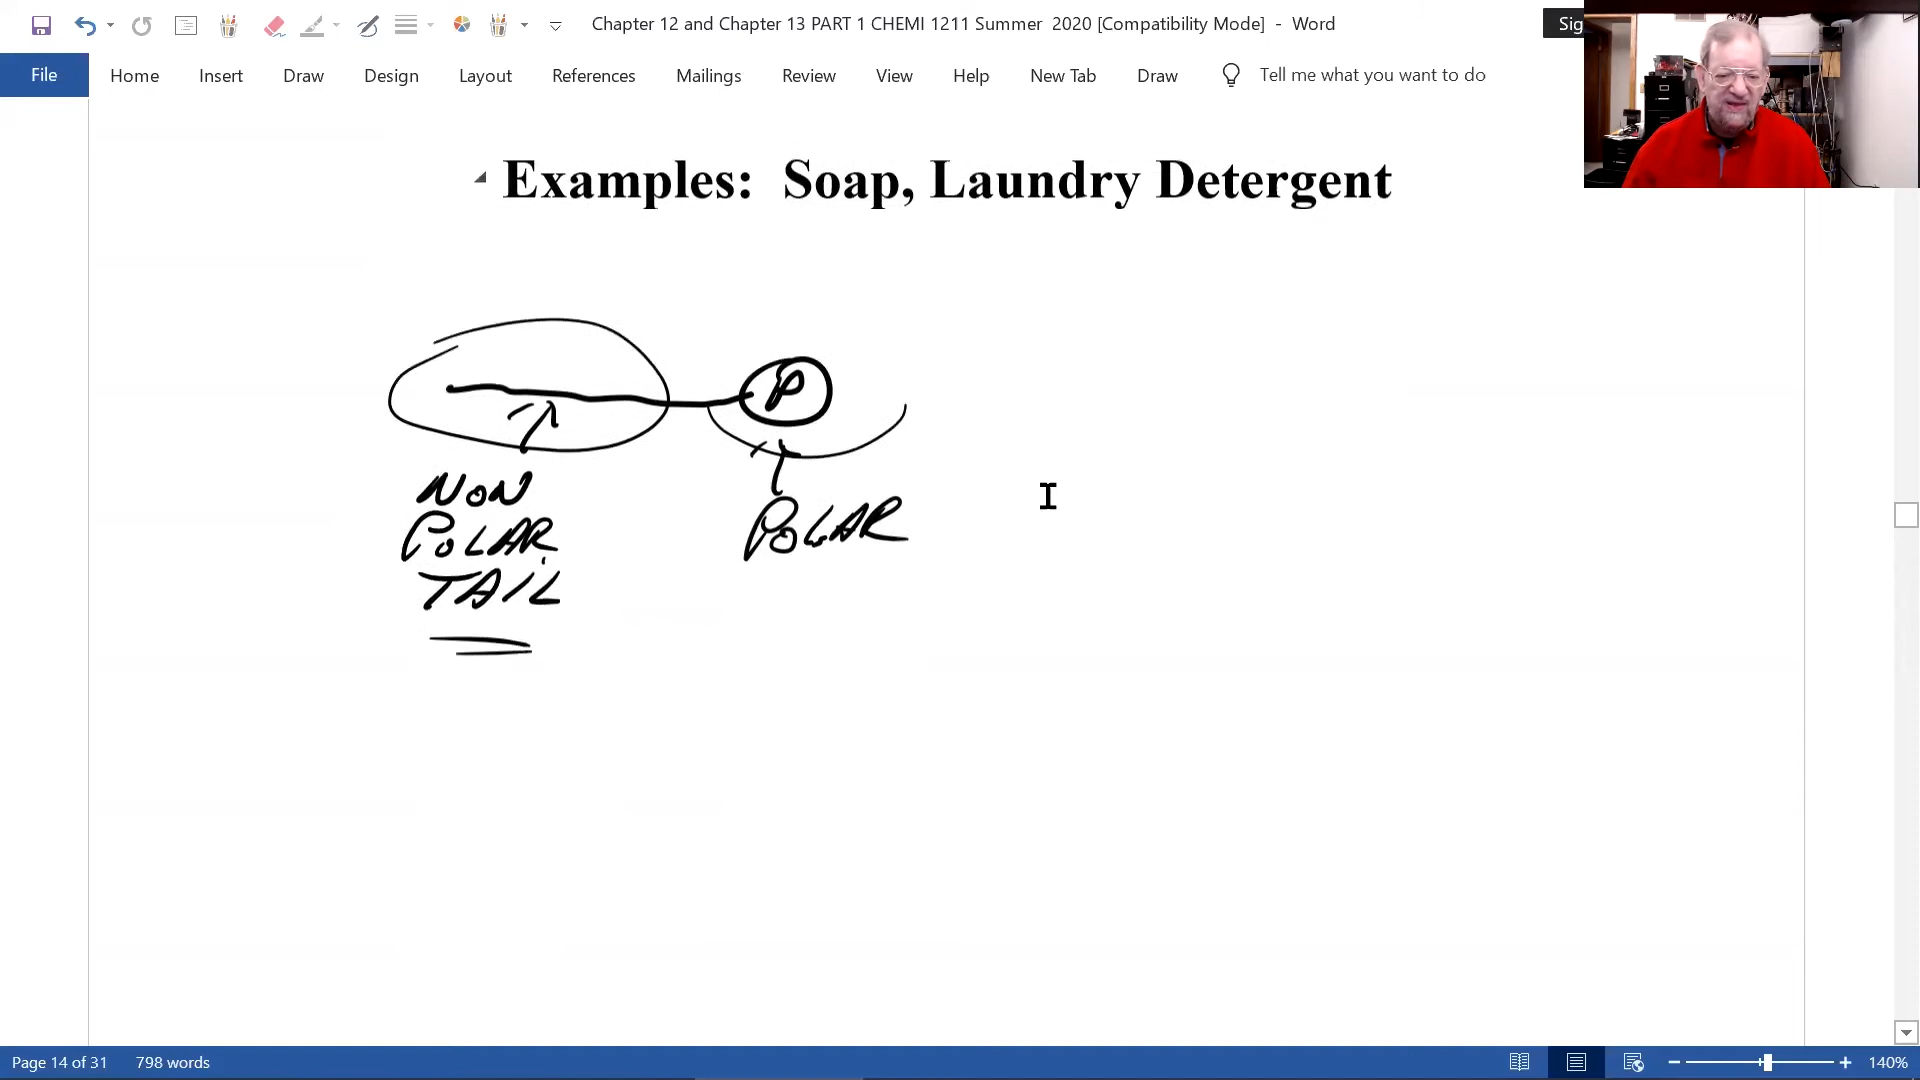 Chapter 12 and Chapter 13 PART 1 CHEMI 1211 Summer 2020 [Compatibility Mode] - Word
Sig
File Home Insert Draw Design Layout References Mailings Review View Help New Tab Draw Tell me what you want to do
Examples: Soap, Laundry Detergent
P
NON
POLAR
TAIL
POLAR
Page 14 of 31 798 words
140%